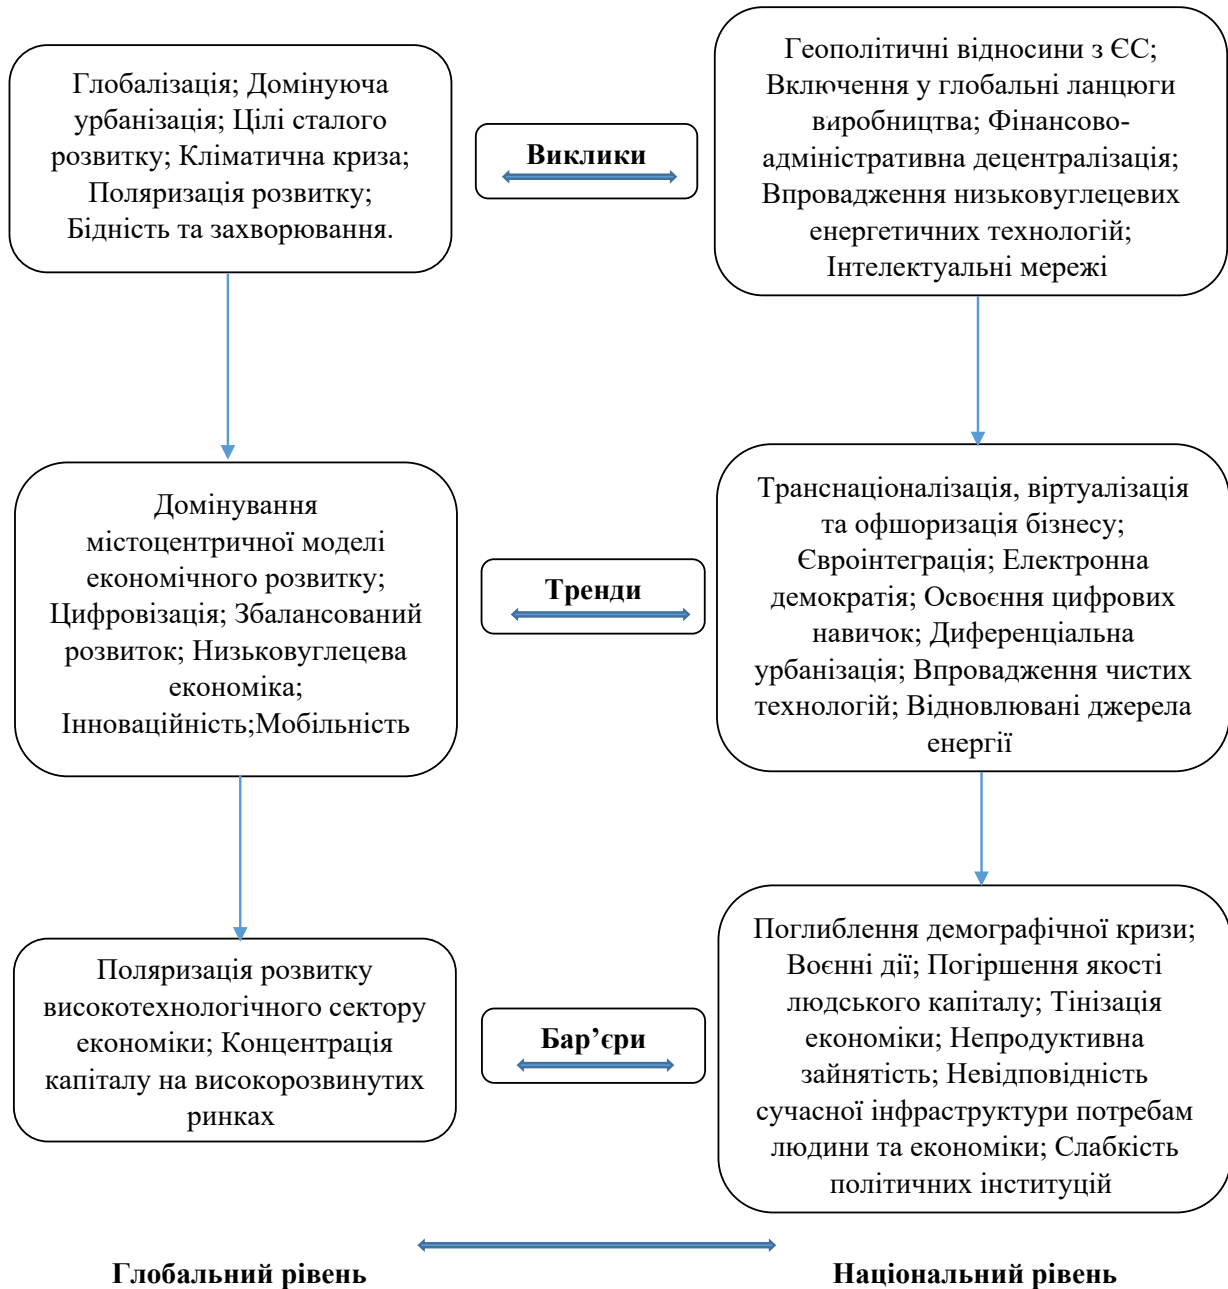 Глобалізація; Домінуюча
урбанізація; Цілі сталого
розвитку; Кліматична криза;
Поляризація розвитку;
Бідність та захворювання.
Виклики
Геополітичні відносини з ЄС;
Включення у глобальні ланцюги
виробництва; Фінансово-
адміністративна децентралізація;
Впровадження низьковуглецевих
енергетичних технологій;
Інтелектуальні мережі
Домінування
містоцентричної моделі
економічного розвитку;
Цифровізація; Збалансований
розвиток; Низьковуглецева
економіка;
Інноваційність;Мобільність
Тренди
Транснаціоналізація, віртуалізація
та офшоризація бізнесу;
Євроінтеграція; Електронна
демократія; Освоєння цифрових
навичок; Диференціальна
урбанізація; Впровадження чистих
технологій; Відновлювані джерела
енергії
Поляризація розвитку
високотехнологічного сектору
економіки; Концентрація
капіталу на високорозвинутих
ринках
Бар’єри
Поглиблення демографічної кризи;
Воєнні дії; Погіршення якості
людського капіталу; Тінізація
економіки; Непродуктивна
зайнятість; Невідповідність
сучасної інфраструктури потребам
людини та економіки; Слабкість
політичних інституцій
Глобальний рівень
Національний рівень